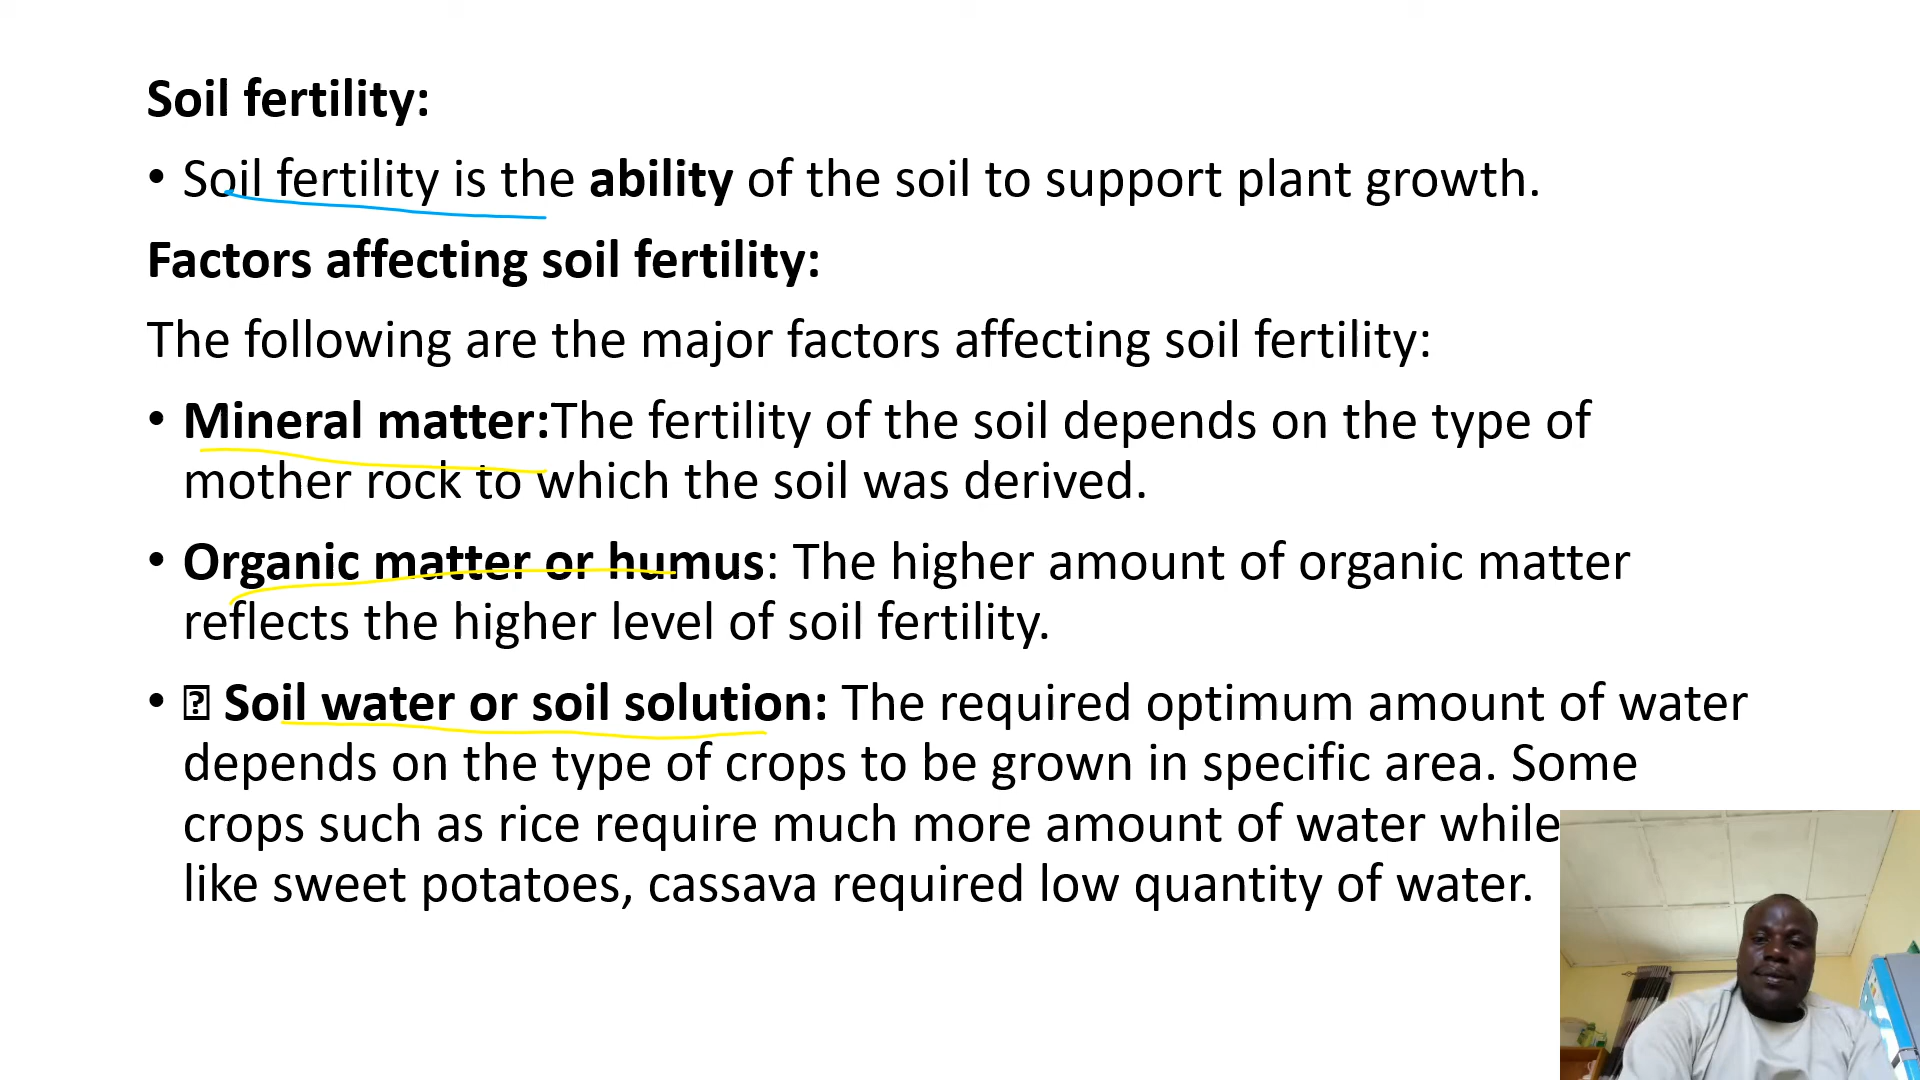 Soil fertility:
• Soil fertility is the ability of the soil to support plant growth.
Factors affecting soil fertility:
The following are the major factors affecting soil fertility:
• Mineral matter:The fertility of the soil depends on the type of
mother rock to which the soil was derived.
• Organic matter or humus: The higher amount of organic matter
reflects the higher level of soil fertility.
• Soil water or soil solution: The required optimum amount of water
depends on the type of crops to be grown in specific area. Some
crops such as rice require much more amount of water while
like sweet potatoes, cassava required low quantity of water.